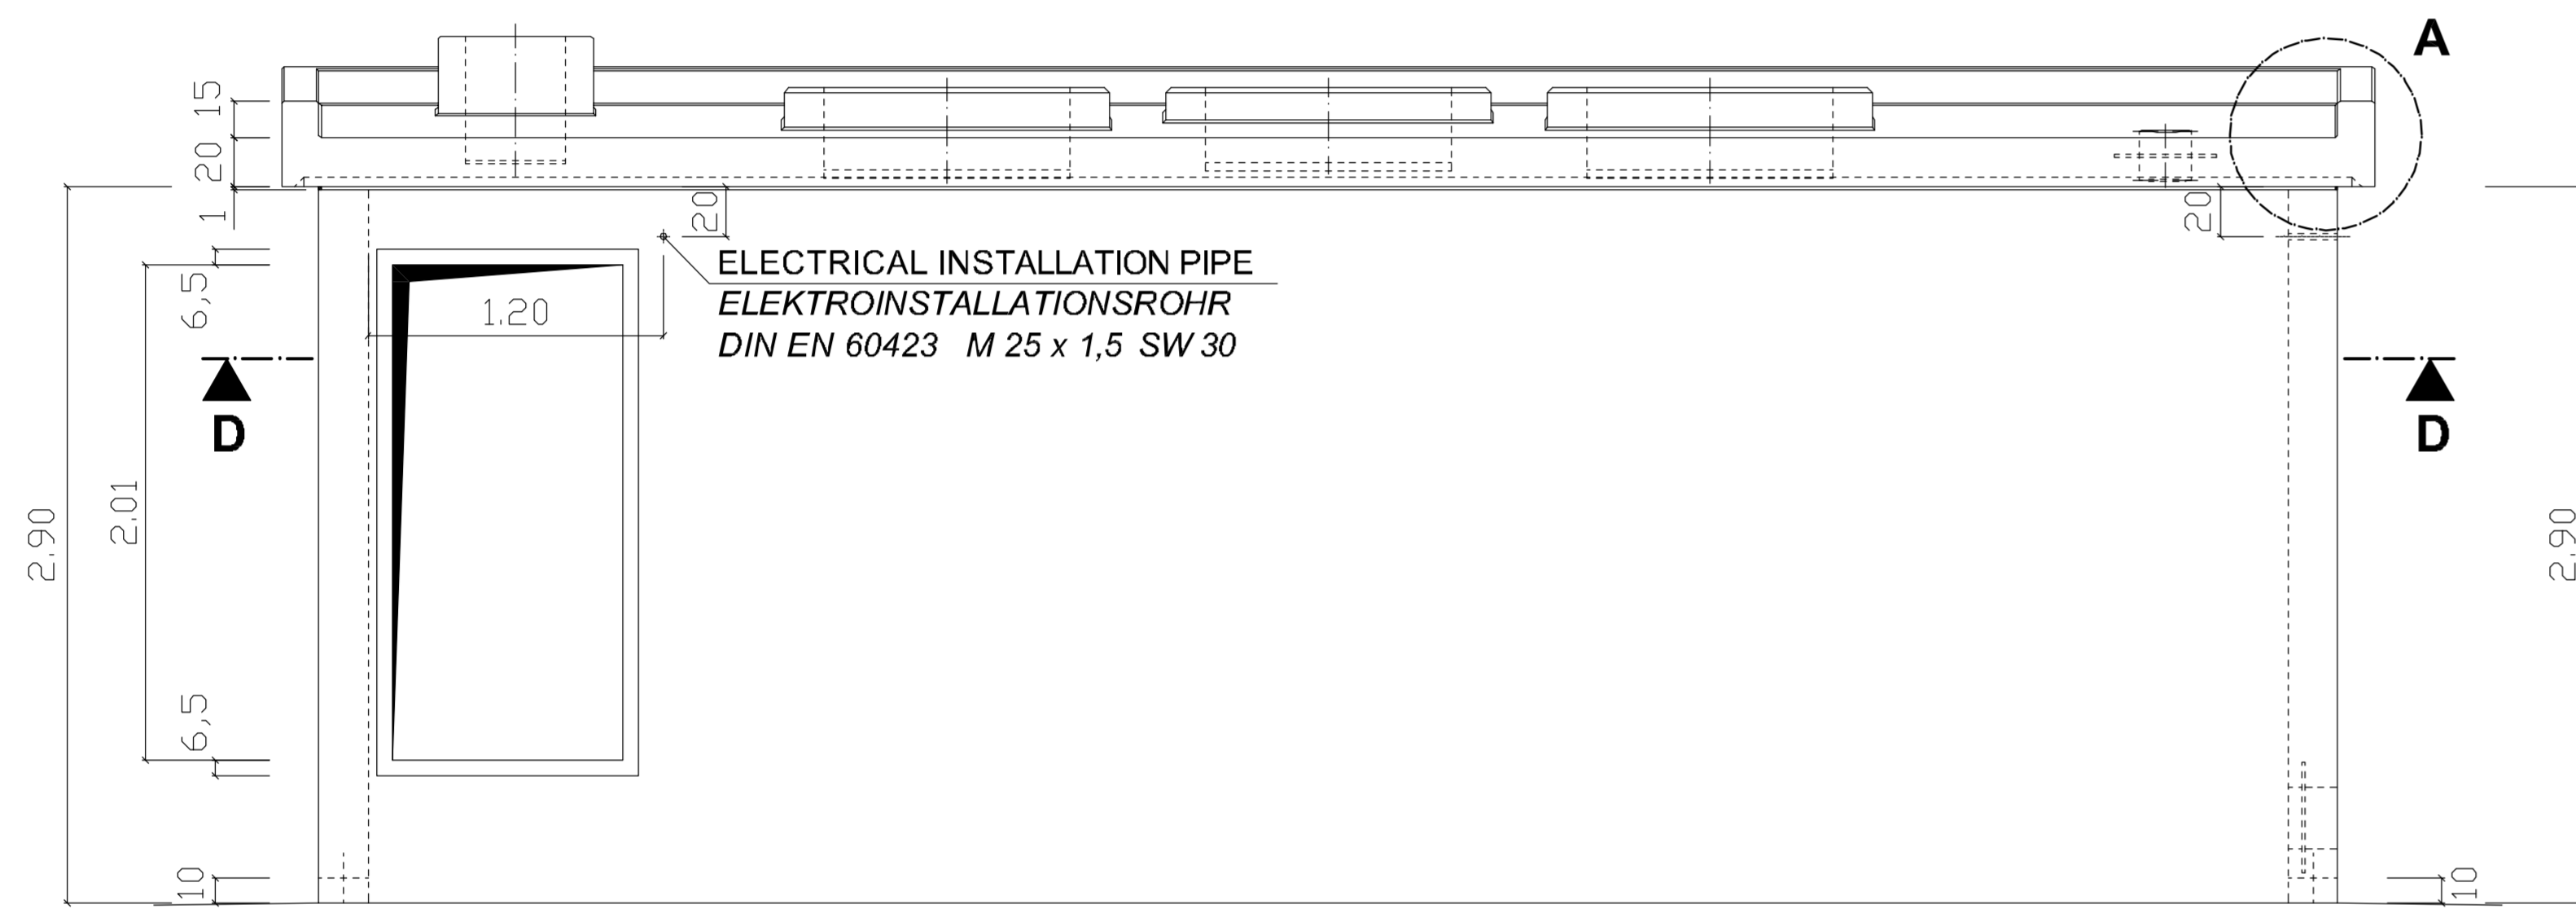 A
15
20
1
20
20
6,5
ELECTRICAL INSTALLATION PIPE
ELEKTROINSTALLATIONSROHR
DIN EN 60423 M 25 x 1,5 SW 30
1.20
D
D
2.90
2.01
2.90
6,5
10
10